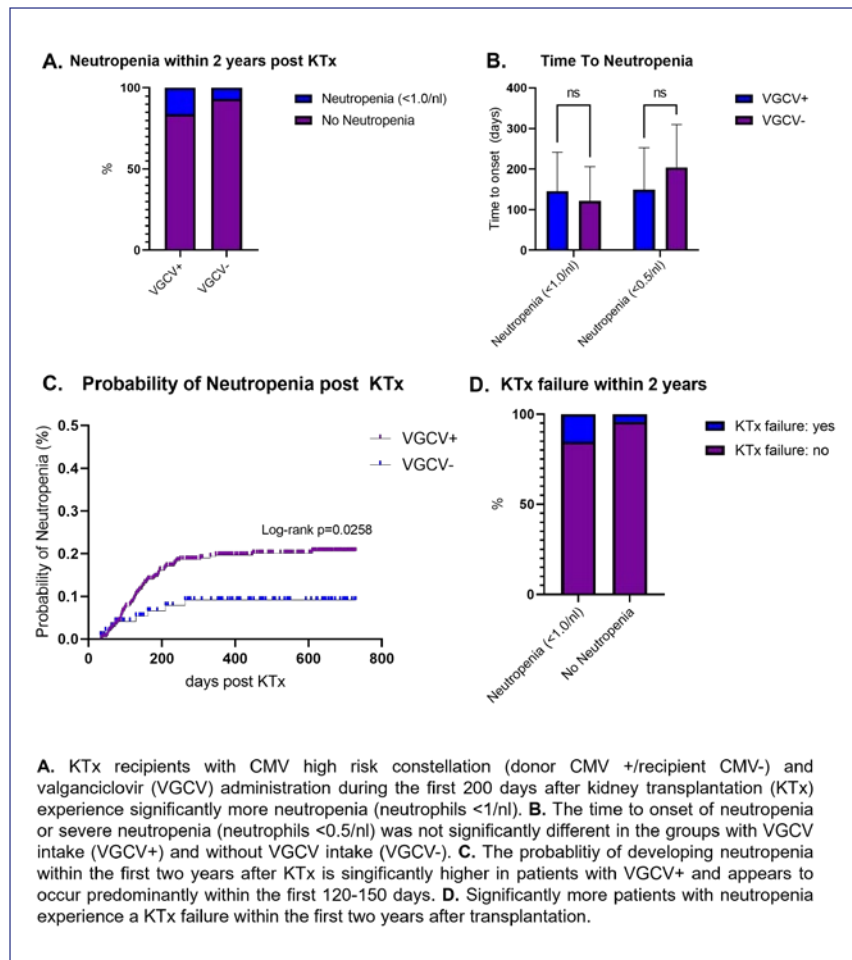 A. Neutropenia within 2 years post KTx
100
50
0
%
VGCV+
VGCV-
Neutropenia (<1.0/nl)
No Neutropenia
B. Time To Neutropenia
400
300
200
100
0
Time to onset (days)
ns
ns
Neutropenia (<1.0/nl)
Neutropenia (<0.5/nl)
VGCV+
VGCV-
C. Probability of Neutropenia post KTx
0.5
0.4
0.3
0.2
0.1
0.0
Probability of Neutropenia (%)
VGCV+
VGCV-
Log-rank p=0.0258
0 200 400 600 800
days post KTx
D. KTx failure within 2 years
100
50
0
%
Neutropenia (<1.0/nl)
No Neutropenia
KTx failure: yes
KTx failure: no
A. KTx recipients with CMV high risk constellation (donor CMV +/recipient CMV-) and
valganciclovir (VGCV) administration during the first 200 days after kidney transplantation (KTx)
experience significantly more neutropenia (neutrophils <1/nl). B. The time to onset of neutropenia
or severe neutropenia (neutrophils <0.5/nl) was not significantly different in the groups with VGCV
intake (VGCV+) and without VGCV intake (VGCV-). C. The probablitiy of developing neutropenia
within the first two years after KTx is singificantly higher in patients with VGCV+ and appears to
occur predominantly within the first 120-150 days. D. Significantly more patients with neutropenia
experience a KTx failure within the first two years after transplantation.